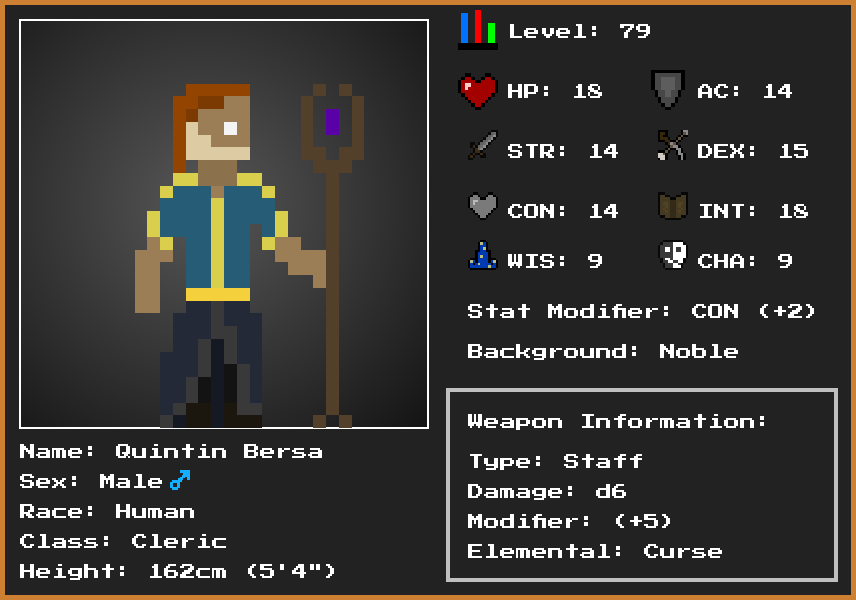 Level: 79
HP: 18 AC: 14
STR: 14 DEX: 15
CON: 14 INT: 18
WIS: 9 CHA: 9
Stat Modifier: CON (+2)
Background: Noble
Weapon Information:
Type: Staff
Damage: d6
Modifier: (+5)
Elemental: Curse
Name: Quintin Bersa
Sex: Male♂
Race: Human
Class: Cleric
Height: 162cm (5'4")